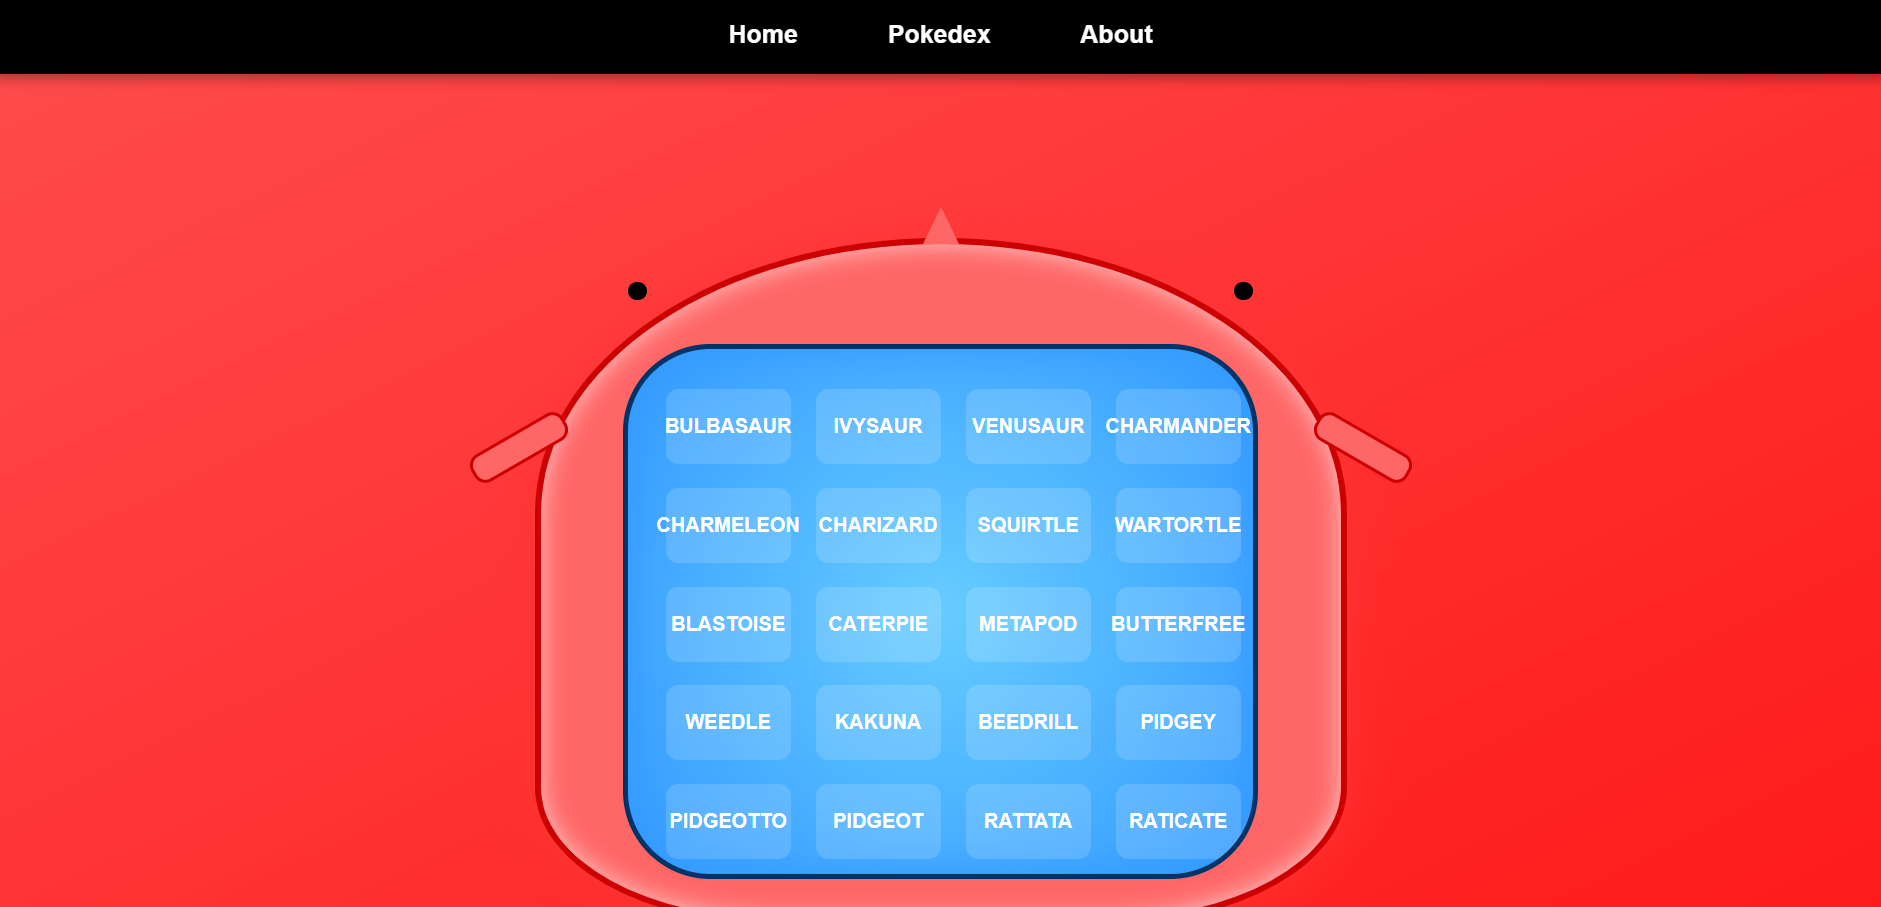 Home Pokedex About
BULBASAUR IVYSAUR VENUSAUR CHARMANDER
CHARMELEON CHARIZARD SQUIRTLE WARTORTLE
BLASTOISE CATERPIE METAPOD BUTTERFREE
WEEDLE KAKUNA BEEDRILL PIDGEY
PIDGEOTTO PIDGEOT RATTATA RATICATE